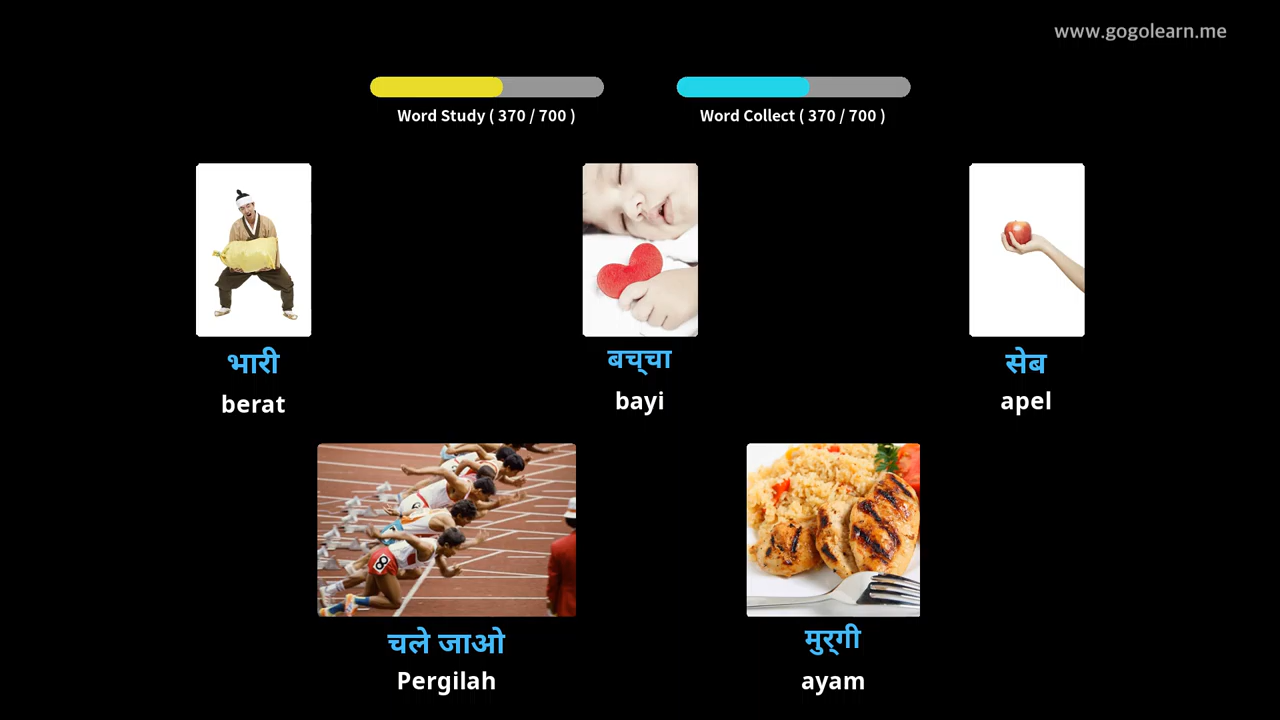 www.gogolearn.me
Word Study ( 370 / 700 )
Word Collect ( 370 / 700 )
भारी
berat
बच्चा
bayi
सेब
apel
चले जाओ
Pergilah
मुर्गी
ayam